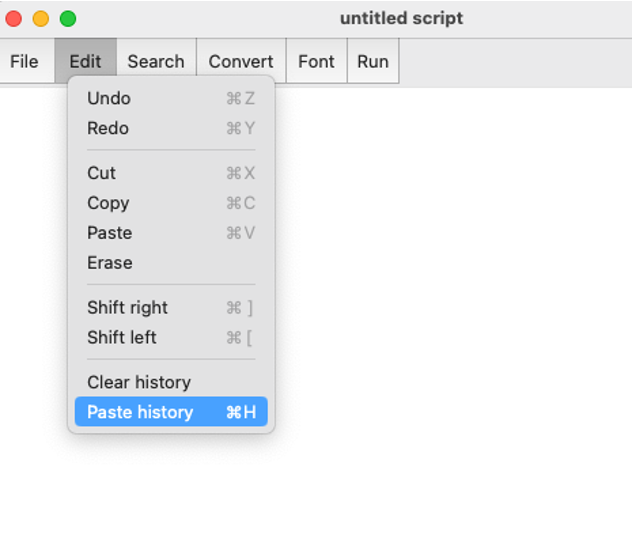 untitled script
File Edit Search Convert Font Run
Undo ⌘Z
Redo ⌘Y
Cut ⌘X
Copy ⌘C
Paste ⌘V
Erase
Shift right ⌘ ]
Shift left ⌘ [
Clear history
Paste history ⌘H